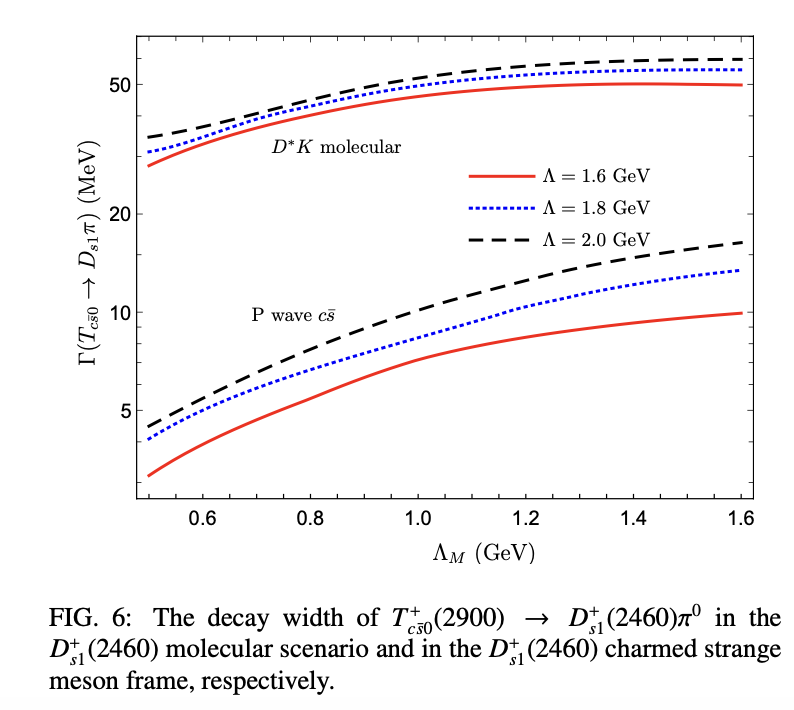 50
20
10
5
Γ(T_{cs̄0} → D_{s1}π) (MeV)
D*K molecular
Λ = 1.6 GeV
Λ = 1.8 GeV
Λ = 2.0 GeV
P wave cs̄
0.6 0.8 1.0 1.2 1.4 1.6
Λ_M (GeV)
FIG. 6: The decay width of T^+_{cs̄0}(2900) → D^+_{s1}(2460)π^0 in the
D^+_{s1}(2460) molecular scenario and in the D^+_{s1}(2460) charmed strange
meson frame, respectively.